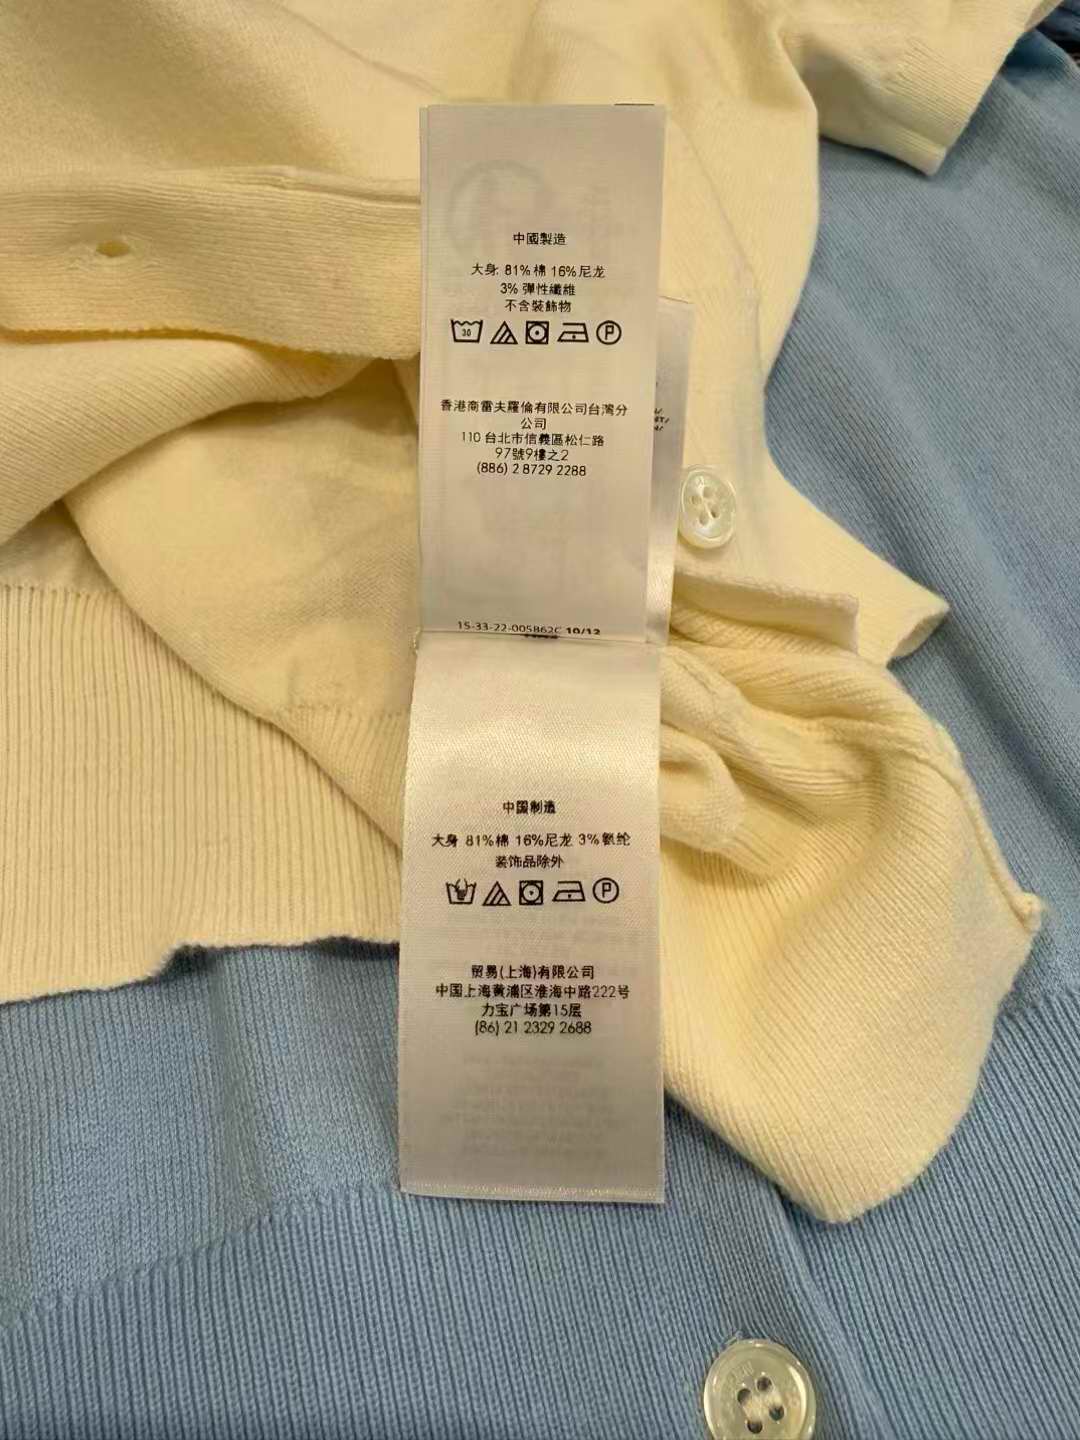 中國製造
大身: 81%棉 16%尼龙
3% 彈性纖維
不含裝飾物
30
P
香港商雷夫羅倫有限公司台灣分
公司
110 台北市信義區松仁路
97號9樓之2
(886) 2 8729 2288
15-33-22-005862C 10/12
中国制造
大身 81%棉 16%尼龙 3%氨纶
装饰品除外
P
贸易(上海)有限公司
中国上海黄浦区淮海中路222号
力宝广场第15层
(86) 21 2329 2688